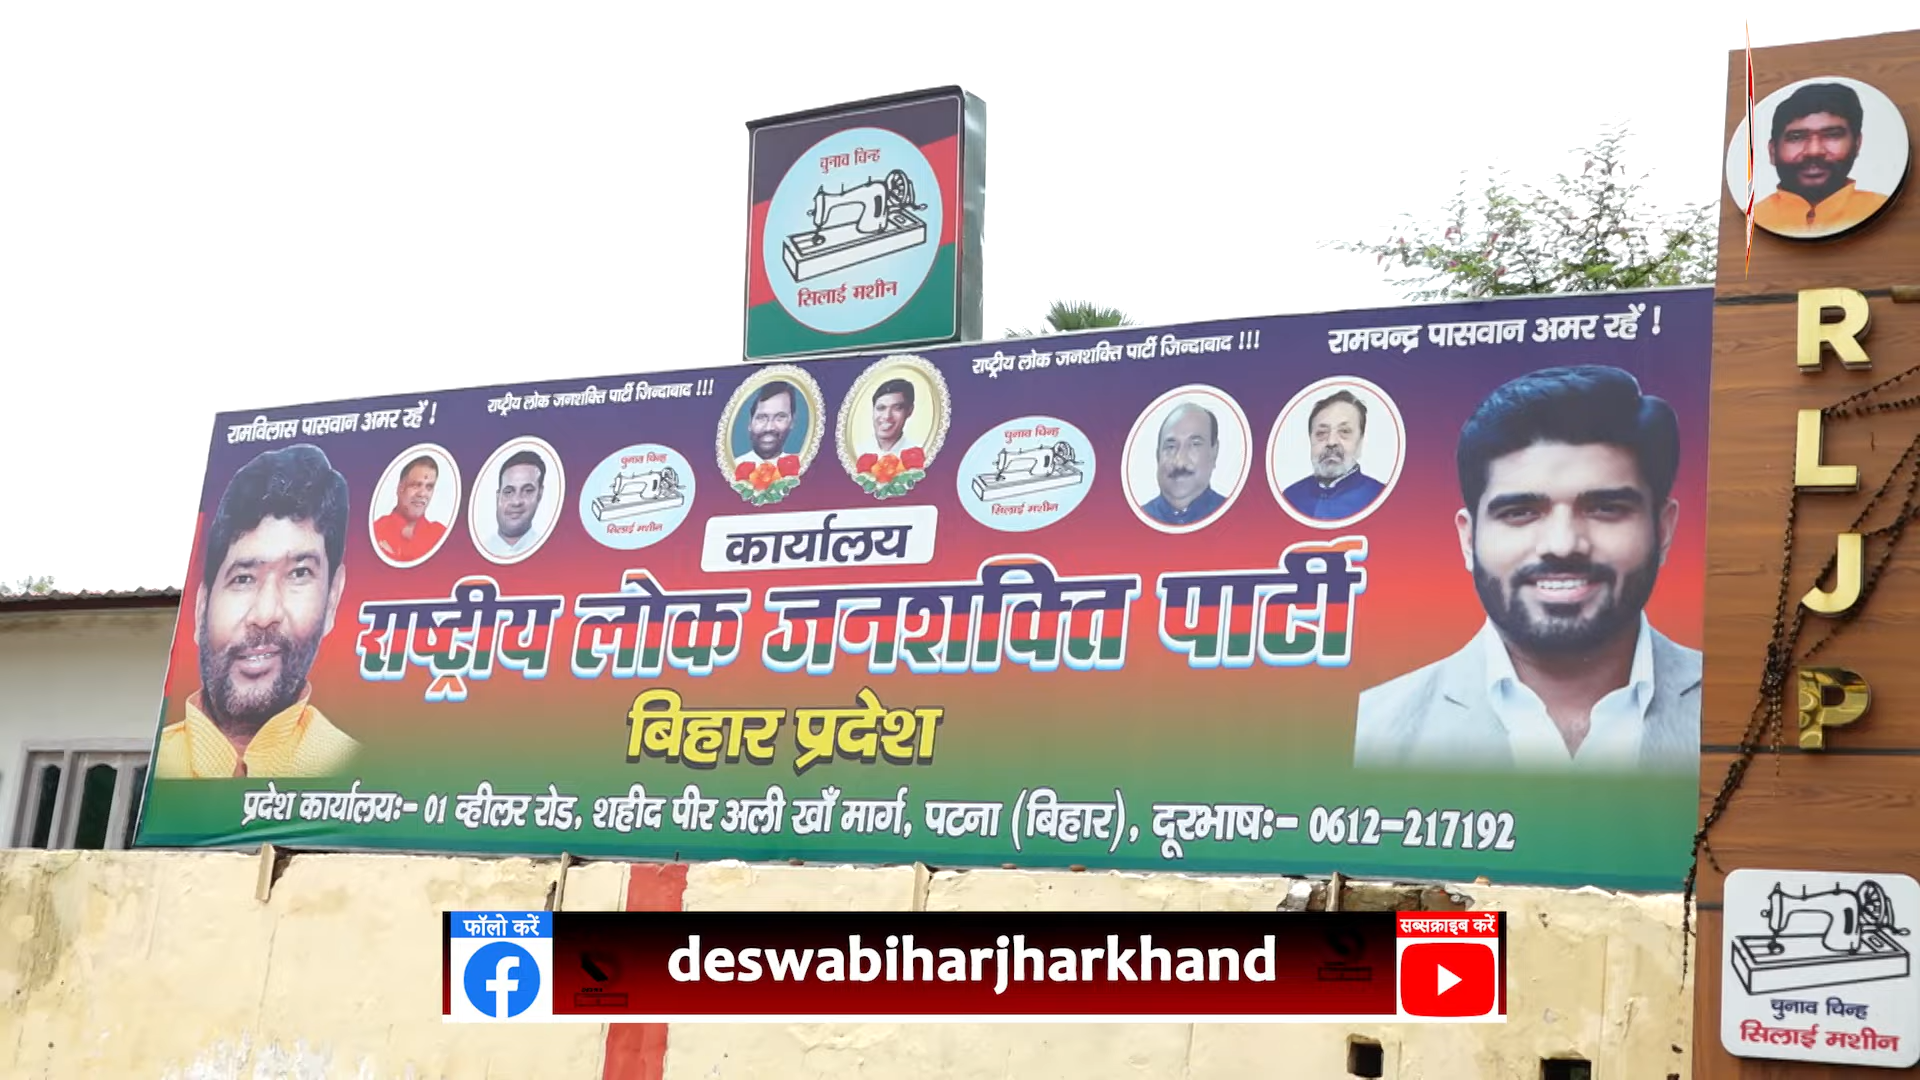 चुनाव चिन्ह
सिलाई मशीन
रामविलास पासवान अमर रहें !
राष्ट्रीय लोक जनशक्ति पार्टी जिन्दाबाद !!!
राष्ट्रीय लोक जनशक्ति पार्टी जिन्दाबाद !!!
रामचन्द्र पासवान अमर रहें !
चुनाव चिन्ह
सिलाई मशीन
चुनाव चिन्ह
सिलाई मशीन
कार्यालय
राष्ट्रीय लोक जनशक्ति पार्टी
बिहार प्रदेश
प्रदेश कार्यालयः- 01 व्हीलर रोड, शहीद पीर अली खाँ मार्ग, पटना (बिहार), दूरभाषः- 0612-217192
R
L
J
P
चुनाव चिन्ह
सिलाई मशीन
फॉलो करें
deswabiharjharkhand
सब्सक्राइब करें